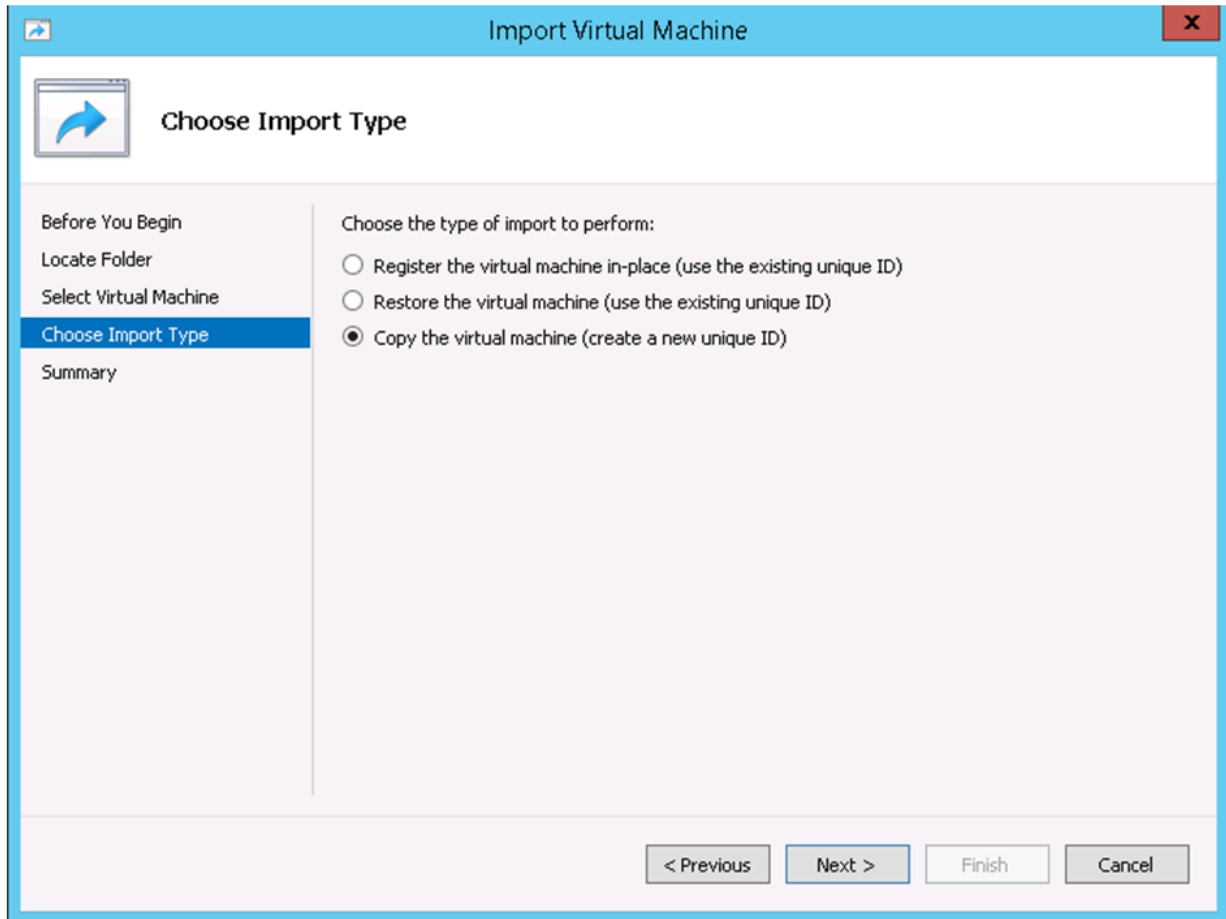 Import Virtual Machine
x
Choose Import Type
Before You Begin
Locate Folder
Select Virtual Machine
Choose Import Type
Summary
Choose the type of import to perform:
Register the virtual machine in-place (use the existing unique ID)
Restore the virtual machine (use the existing unique ID)
Copy the virtual machine (create a new unique ID)
< Previous
Next >
Finish
Cancel